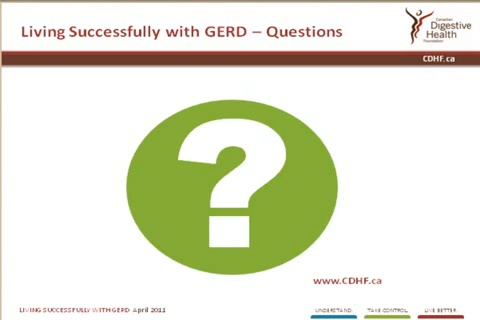 Living Successfully with GERD – Questions
Canadian
Digestive
Health
Foundation
CDHF.ca
?
www.CDHF.ca
LIVING SUCCESSFULLY WITH GERD April 2011
UNDERSTAND. TAKE CONTROL. LIVE BETTER.